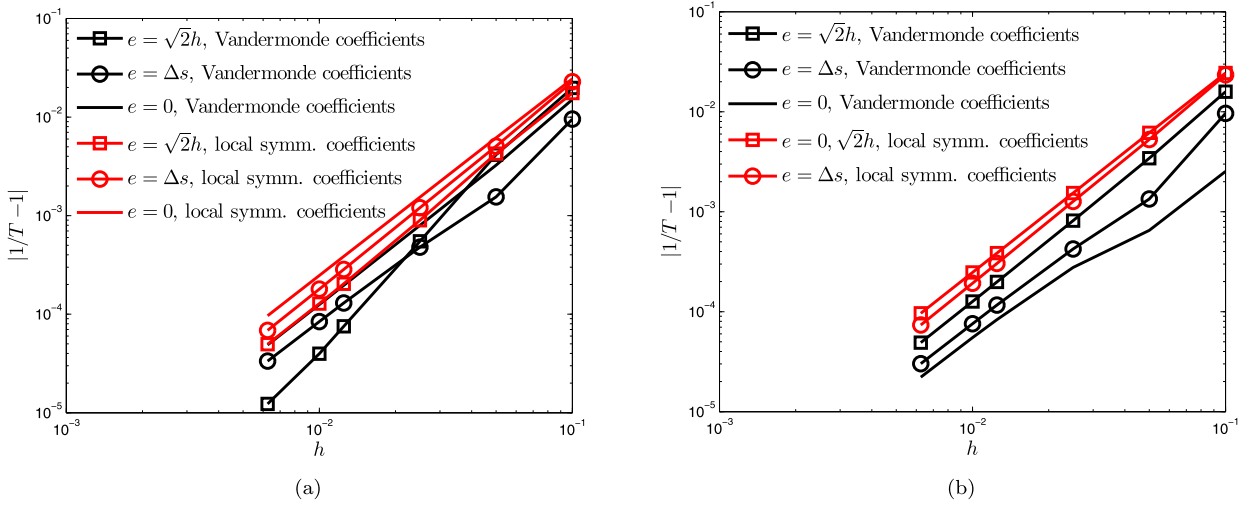 10⁻¹
e = √2h, Vandermonde coefficients
e = Δs, Vandermonde coefficients
e = 0, Vandermonde coefficients
e = √2h, local symm. coefficients
e = Δs, local symm. coefficients
e = 0, local symm. coefficients
10⁻²
10⁻³
10⁻⁴
10⁻⁵
|1/T − 1|
10⁻³
10⁻²
10⁻¹
h
(a)
10⁻¹
e = √2h, Vandermonde coefficients
e = Δs, Vandermonde coefficients
e = 0, Vandermonde coefficients
e = 0, √2h, local symm. coefficients
e = Δs, local symm. coefficients
10⁻²
10⁻³
10⁻⁴
10⁻⁵
|1/T − 1|
10⁻³
10⁻²
10⁻¹
h
(b)